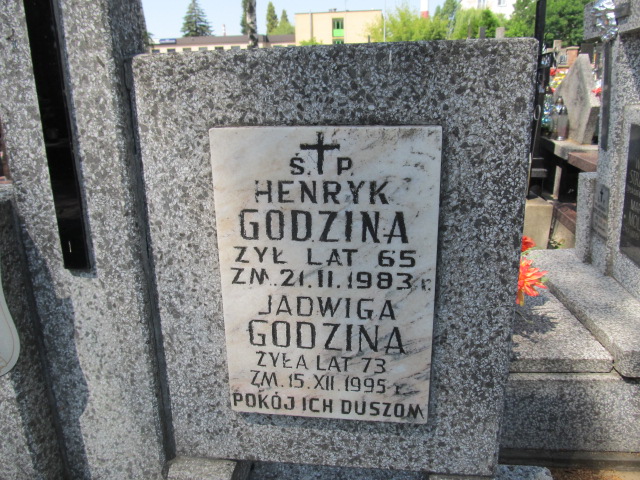 Ś. P.
HENRYK
GODZINA
ŻYŁ LAT 65
ZM. 21.II.1983 r.
JADWIGA
GODZINA
ŻYŁA LAT 73
ZM. 15.XII.1995 r.
POKÓJ ICH DUSZOM